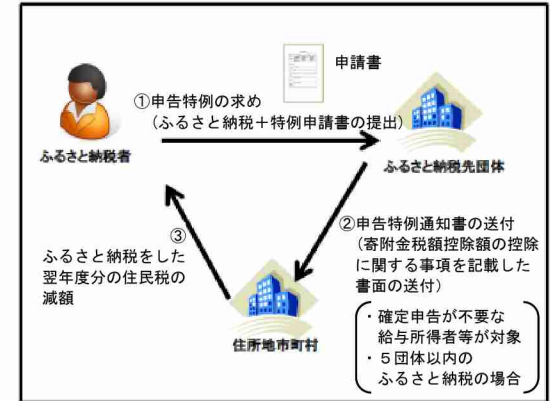 申請書
①申告特例の求め
（ふるさと納税＋特例申請書の提出）
ふるさと納税者
ふるさと納税先団体
②申告特例通知書の送付
（寄附金税額控除額の控除
に関する事項を記載した
書面の送付）
・確定申告が不要な
給与所得者等が対象
・５団体以内の
ふるさと納税の場合
住所地市町村
③
ふるさと納税をした
翌年度分の住民税の
減額